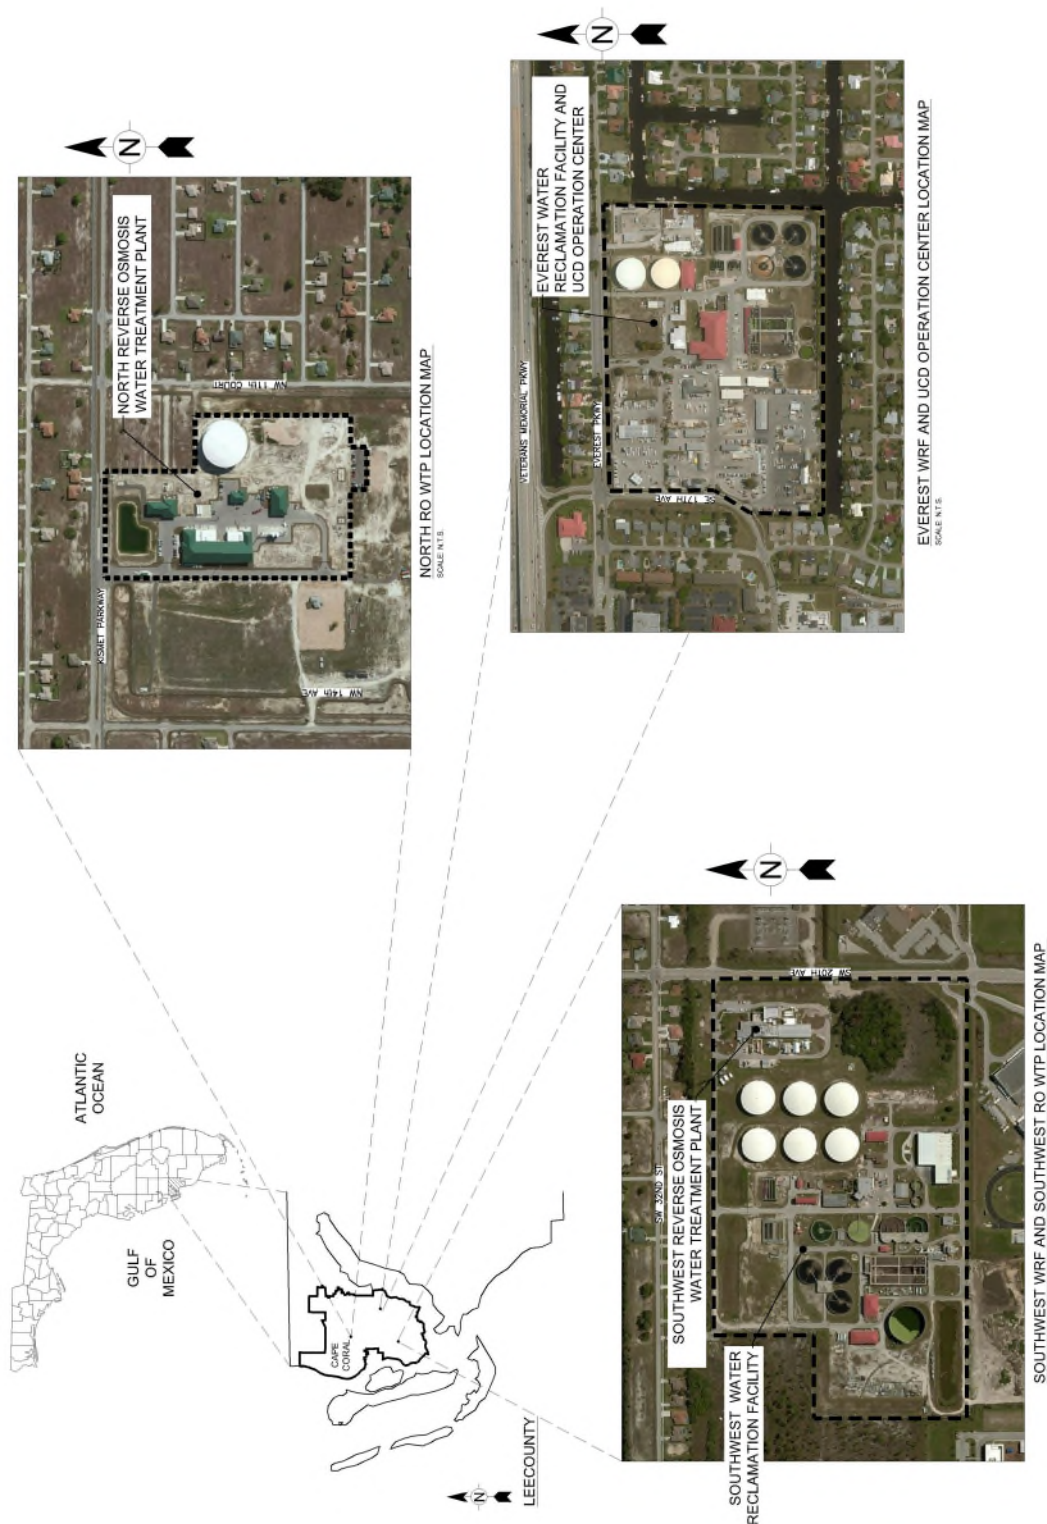 ATLANTIC
OCEAN
GULF
OF
MEXICO
CAPE
CORAL
N
LEECOUNTY
N
NORTH REVERSE OSMOSIS
WATER TREATMENT PLANT
KISMET PARKWAY
NW 11th COURT
NW 14th AVE
NORTH RO WTP LOCATION MAP
SCALE: N.T.S.
N
EVEREST WATER
RECLAMATION FACILITY AND
UCD OPERATION CENTER
VETERANS MEMORIAL PKWY
EVEREST PKWY
SE 17TH AVE
EVEREST WRF AND UCD OPERATION CENTER LOCATION MAP
SCALE: N.T.S.
N
SOUTHWEST REVERSE OSMOSIS
WATER TREATMENT PLANT
SOUTHWEST WATER
RECLAMATION FACILITY
SW 32ND ST
SW 20TH AVE
SOUTHWEST WRF AND SOUTHWEST RO WTP LOCATION MAP